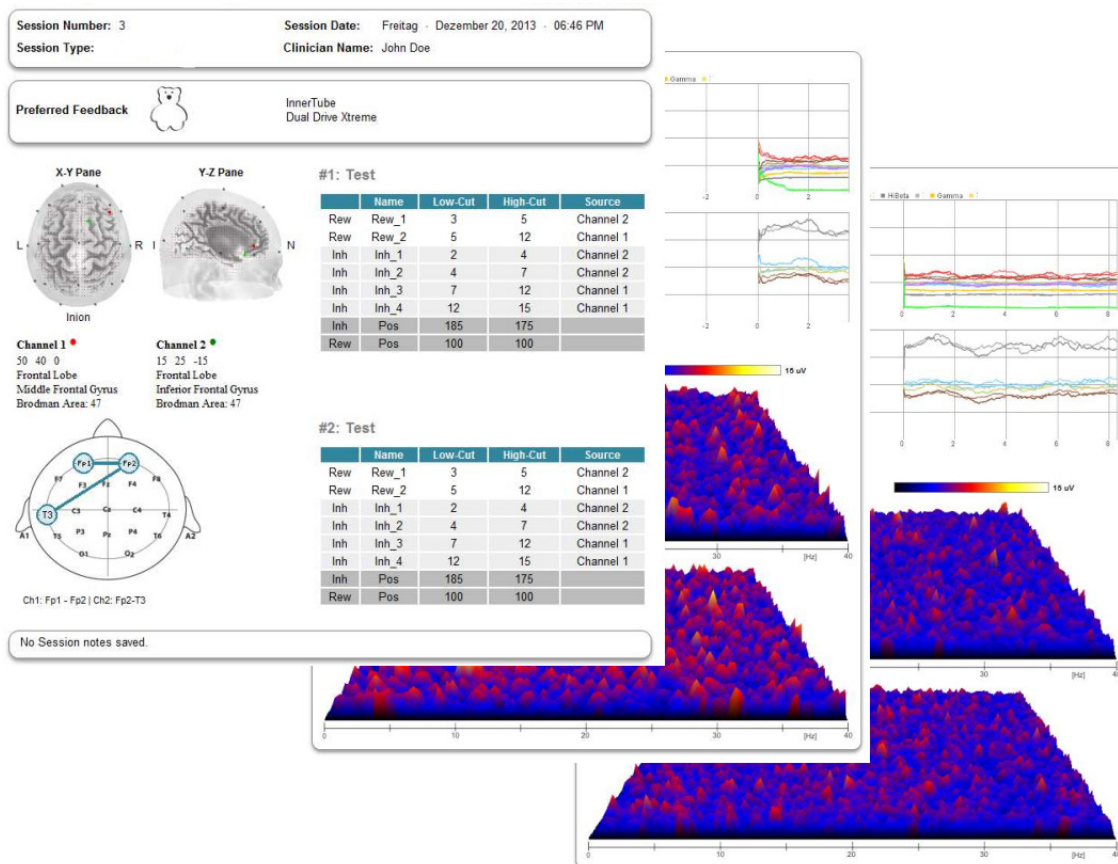 Session Number: 3 Session Date: Freitag - Dezember 20, 2013 - 06:46 PM
Session Type: Clinician Name: John Doe
Preferred Feedback
InnerTube
Dual Drive Xtreme
X-Y Pane Y-Z Pane
L R I N
Inion
Channel 1 Channel 2
50 40 0 15 25 -15
Frontal Lobe Frontal Lobe
Middle Frontal Gyrus Inferior Frontal Gyrus
Brodman Area: 47 Brodman Area: 47
Fp1 Fp2
F7 F3 Fz F4 F8
T3 C3 Cz C4 T4
A1 T5 P3 Pz P4 T6 A2
O1 O2
Ch1: Fp1 - Fp2 | Ch2: Fp2-T3
#1: Test
Name Low-Cut High-Cut Source
Rew Rew_1 3 5 Channel 2
Rew Rew_2 5 12 Channel 1
Inh Inh_1 2 4 Channel 2
Inh Inh_2 4 7 Channel 2
Inh Inh_3 7 12 Channel 1
Inh Inh_4 12 15 Channel 1
Inh Pos 185 175
Rew Pos 100 100
#2: Test
Name Low-Cut High-Cut Source
Rew Rew_1 3 5 Channel 2
Rew Rew_2 5 12 Channel 1
Inh Inh_1 2 4 Channel 2
Inh Inh_2 4 7 Channel 2
Inh Inh_3 7 12 Channel 1
Inh Inh_4 12 15 Channel 1
Inh Pos 185 175
Rew Pos 100 100
No Session notes saved.
Gamma
-2 0 2
-2 0 2
15 uV
30 [Hz] 40
0 10 20 30 [Hz] 40
HiBeta Gamma
0 2 4 6 8
0 2 4 6 8
15 uV
30 [Hz] 40
0 10 20 30 [Hz] 40